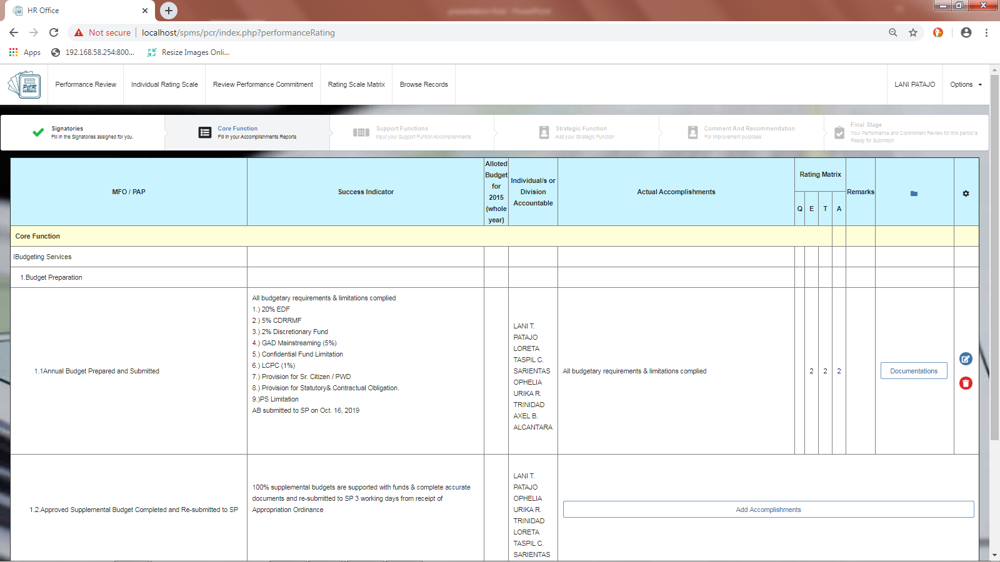 presentation final - PowerPoint
HR Office
Not secure
localhost/spms/pcr/index.php?performanceRating
Apps
192.168.58.254:800...
Resize Images Onli...
PCR
Performance Review
Individual Rating Scale
Review Performance Commitment
Rating Scale Matrix
Browse Records
LANI PATAJO
Options
Signatories
Fill in the Signatories assigned for you.
Core Function
Fill in your Accomplishments Reports
Support Functions
Input your Support Funtion Accomplishments
Strategic Function
Add your Strategic Function
Comment And Recommendation
For Improvement purposes
Final Stage
Your Performance and Commitment Review for this period is
Ready for Submition
MFO / PAP
Success Indicator
Alloted
Budget
for
2015
(whole
year)
Individual/s or
Division
Accountable
Actual Accomplishments
Rating Matrix
Q
E
T
A
Remarks
Core Function
IBudgeting Services
1.Budget Preparation
1.1Annual Budget Prepared and Submitted
All budgetary requirements & limitations complied
1.) 20% EDF
2.) 5% CDRRMF
3.) 2% Discretionary Fund
4.) GAD Mainstreaming (5%)
5.) Confidential Fund Limitation
6.) LCPC (1%)
7.) Provision for Sr. Citizen / PWD
8.) Provision for Statutory& Contractual Obligation.
9.)PS Limitation
AB submitted to SP on Oct. 16, 2019
LANI T.
PATAJO
LORETA
TASPIL C.
SARIENTAS
OPHELIA
URIKA R.
TRINIDAD
AXEL B.
ALCANTARA
All budgetary requirements & limitations complied
2
2
2
Documentations
1.2.Approved Supplemental Budget Completed and Re-submitted to SP
100% supplemental budgets are supported with funds & complete accurate
documents and re-submitted to SP 3 working days from receipt of
Appropriation Ordinance
LANI T.
PATAJO
OPHELIA
URIKA R.
TRINIDAD
LORETA
TASPIL C.
SARIENTAS
Add Accomplishments